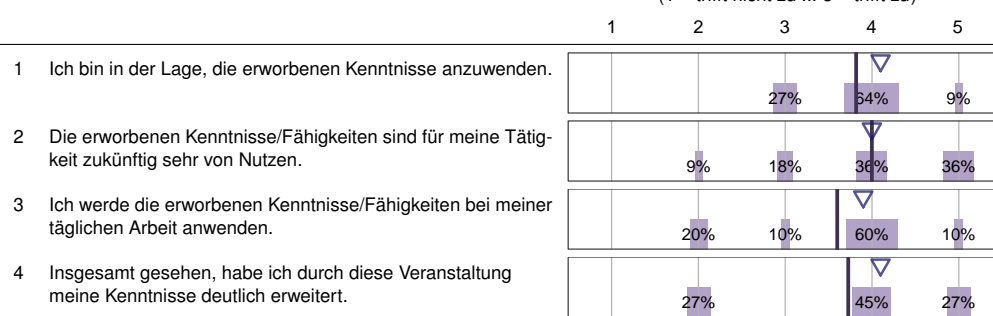 1 2 3 4 5
1 Ich bin in der Lage, die erworbenen Kenntnisse anzuwenden.
27% 64% 9%
2 Die erworbenen Kenntnisse/Fähigkeiten sind für meine Tätig-
keit zukünftig sehr von Nutzen.
9% 18% 36% 36%
3 Ich werde die erworbenen Kenntnisse/Fähigkeiten bei meiner
täglichen Arbeit anwenden.
20% 10% 60% 10%
4 Insgesamt gesehen, habe ich durch diese Veranstaltung
meine Kenntnisse deutlich erweitert.
27% 45% 27%